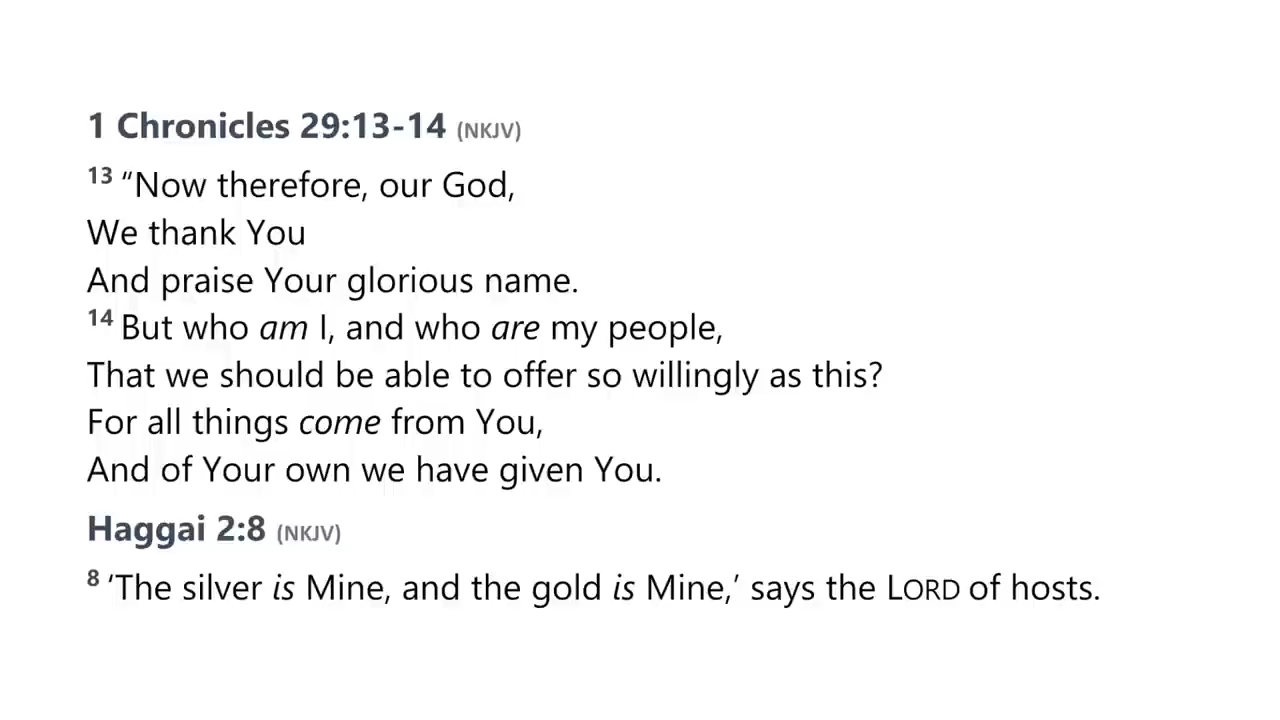 1 Chronicles 29:13-14 (NKJV)
13 “Now therefore, our God,
We thank You
And praise Your glorious name.
14 But who am I, and who are my people,
That we should be able to offer so willingly as this?
For all things come from You,
And of Your own we have given You.
Haggai 2:8 (NKJV)
8 ‘The silver is Mine, and the gold is Mine,’ says the LORD of hosts.